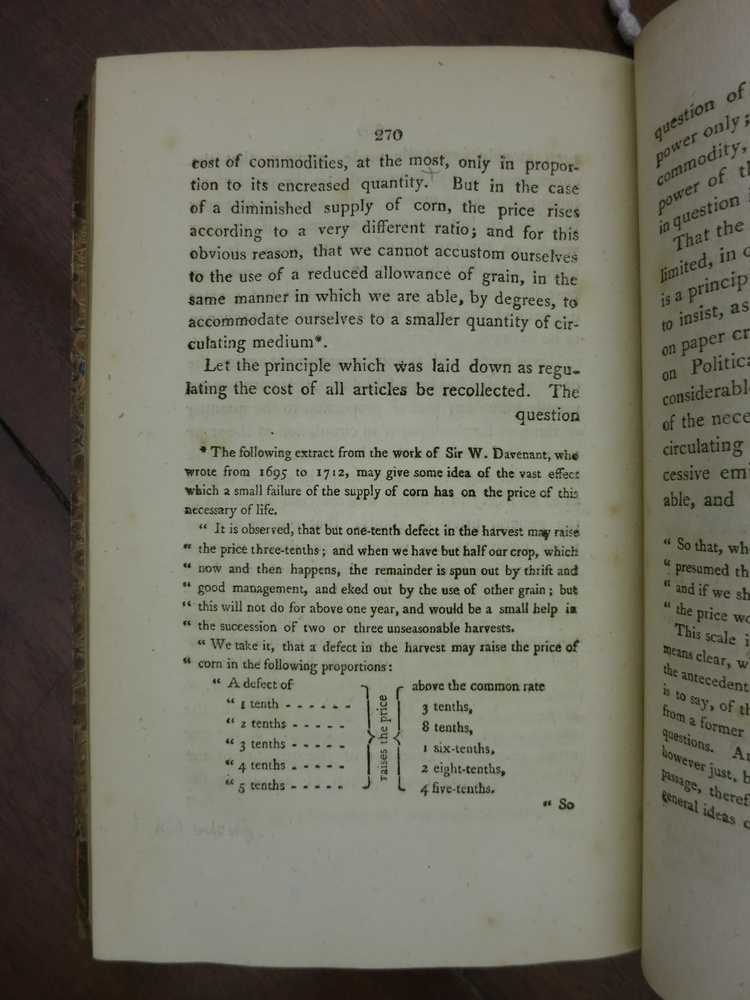 270
cost of commodities, at the most, only in propor-
tion to its encreased quantity. But in the case
of a diminished supply of corn, the price rises
according to a very different ratio; and for this
obvious reason, that we cannot accustom ourselves
to the use of a reduced allowance of grain, in the
same manner in which we are able, by degrees, to
accommodate ourselves to a smaller quantity of cir-
culating medium*.
Let the principle which was laid down as regu-
lating the cost of all articles be recollected. The
question
* The following extract from the work of Sir W. Davenant, who
wrote from 1695 to 1712, may give some idea of the vast effect
which a small failure of the supply of corn has on the price of this
necessary of life.
“ It is observed, that but one-tenth defect in the harvest may raise
“ the price three-tenths; and when we have but half our crop, which
“ now and then happens, the remainder is spun out by thrift and
“ good management, and eked out by the use of other grain; but
“ this will not do for above one year, and would be a small help in
“ the succession of two or three unseasonable harvests.
“ We take it, that a defect in the harvest may raise the price of
“ corn in the following proportions:
“ A defect of above the common rate
“ 1 tenth - - - - - - 3 tenths,
“ 2 tenths - - - - - 8 tenths,
raises the price
“ 3 tenths - - - - - 1 six-tenths,
“ 4 tenths - - - - - 2 eight-tenths,
“ 5 tenths - - - - - 4 five-tenths.
“ So
question of
power only;
commodity,
power of
in question
That the
limited, in
is a princip
to insist, as
on paper cr
on Politica
considerabl
of the nece
circulating
cessive emi
able, and
“ So that, wh
“ presumed th
“ and if we sh
“ the price wo
This scale i
means clear, w
the antecedent
is to say, of th
from a former
questions. A
however just, b
passage, theref
general ideas c